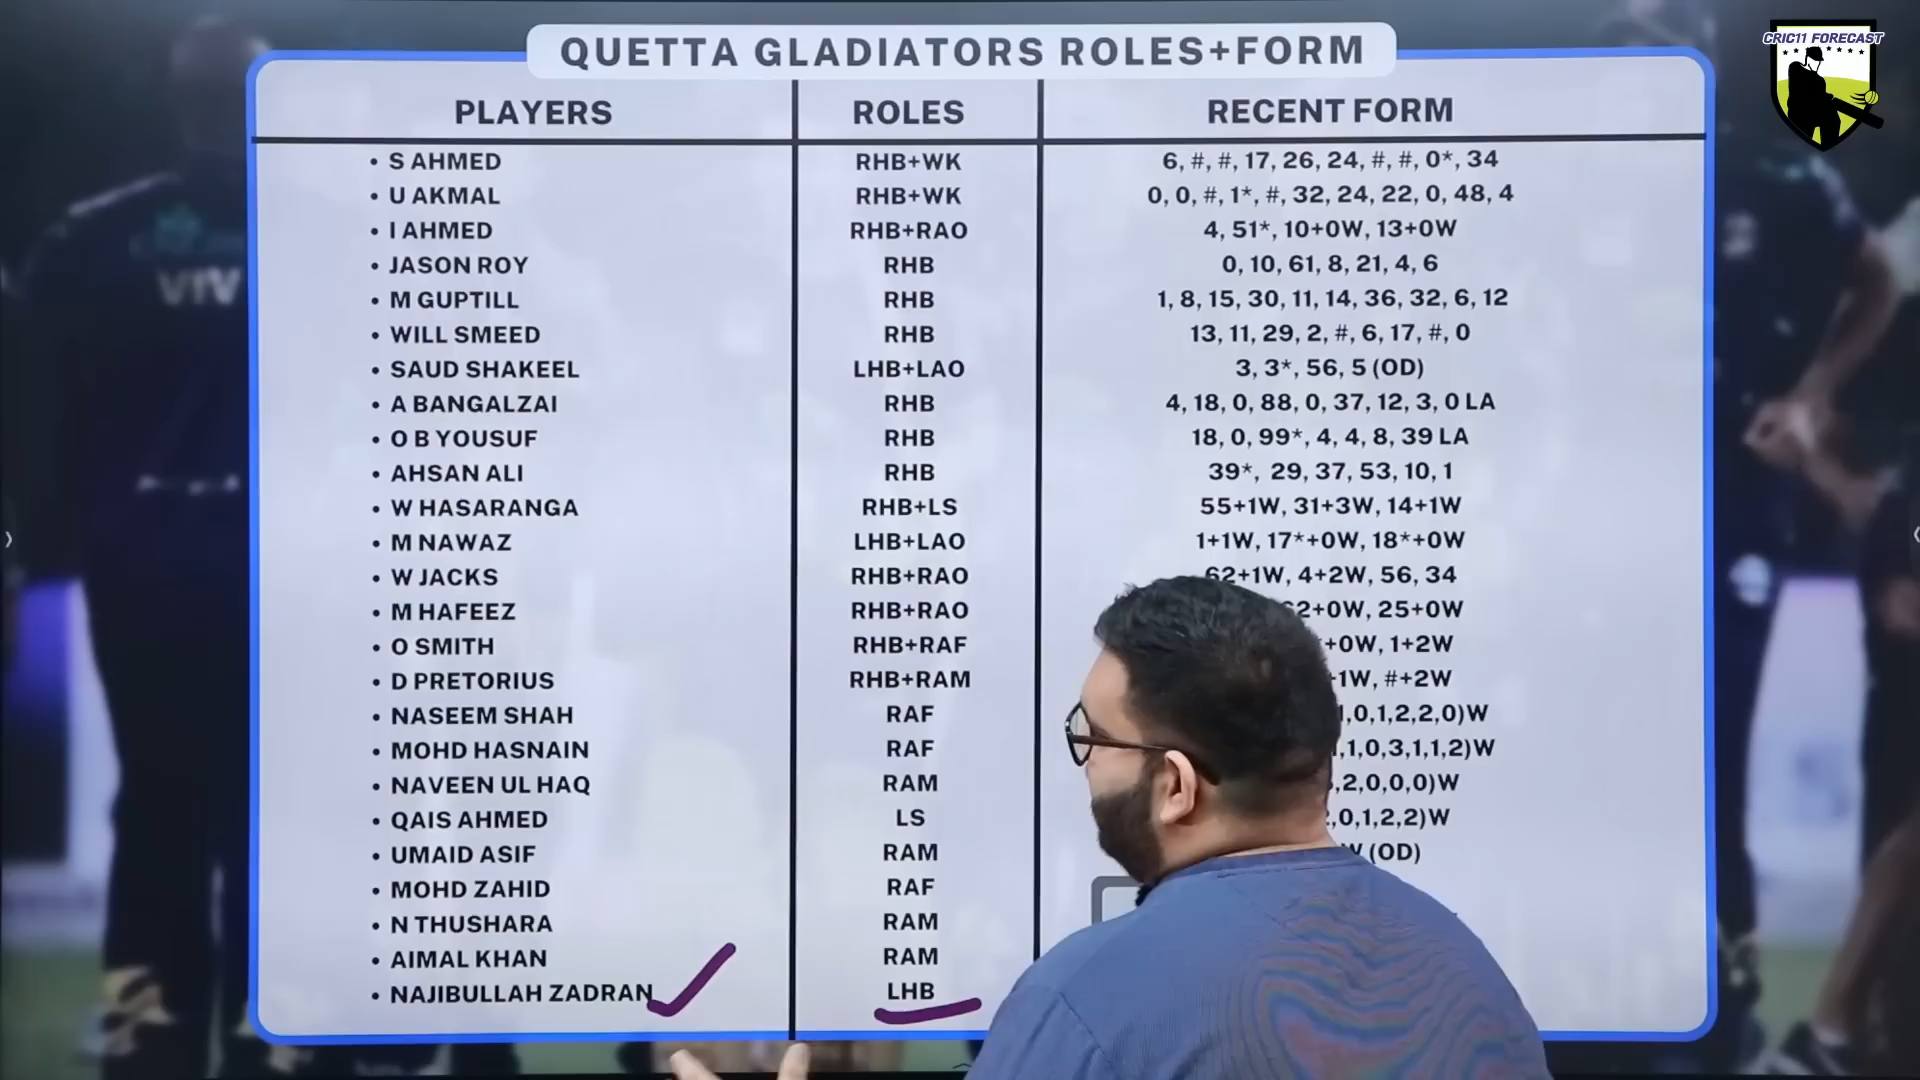 QUETTA GLADIATORS ROLES+FORM
CRIC11 FORECAST
PLAYERS ROLES RECENT FORM
• S AHMED RHB+WK 6, #, #, 17, 26, 24, #, #, 0*, 34
• U AKMAL RHB+WK 0, 0, #, 1*, #, 32, 24, 22, 0, 48, 4
• I AHMED RHB+RAO 4, 51*, 10+0W, 13+0W
• JASON ROY RHB 0, 10, 61, 8, 21, 4, 6
• M GUPTILL RHB 1, 8, 15, 30, 11, 14, 36, 32, 6, 12
• WILL SMEED RHB 13, 11, 29, 2, #, 6, 17, #, 0
• SAUD SHAKEEL LHB+LAO 3, 3*, 56, 5 (OD)
• A BANGALZAI RHB 4, 18, 0, 88, 0, 37, 12, 3, 0 LA
• O B YOUSUF RHB 18, 0, 99*, 4, 4, 8, 39 LA
• AHSAN ALI RHB 39*, 29, 37, 53, 10, 1
• W HASARANGA RHB+LS 55+1W, 31+3W, 14+1W
• M NAWAZ LHB+LAO 1+1W, 17*+0W, 18*+0W
• W JACKS RHB+RAO 62+1W, 4+2W, 56, 34
• M HAFEEZ RHB+RAO 2+0W, 25+0W
• O SMITH RHB+RAF +0W, 1+2W
• D PRETORIUS RHB+RAM 1W, #+2W
• NASEEM SHAH RAF ,0,1,2,2,0)W
• MOHD HASNAIN RAF ,1,0,3,1,1,2)W
• NAVEEN UL HAQ RAM ,2,0,0,0)W
• QAIS AHMED LS ,0,1,2,2)W
• UMAID ASIF RAM W (OD)
• MOHD ZAHID RAF
• N THUSHARA RAM
• AIMAL KHAN RAM
• NAJIBULLAH ZADRAN LHB